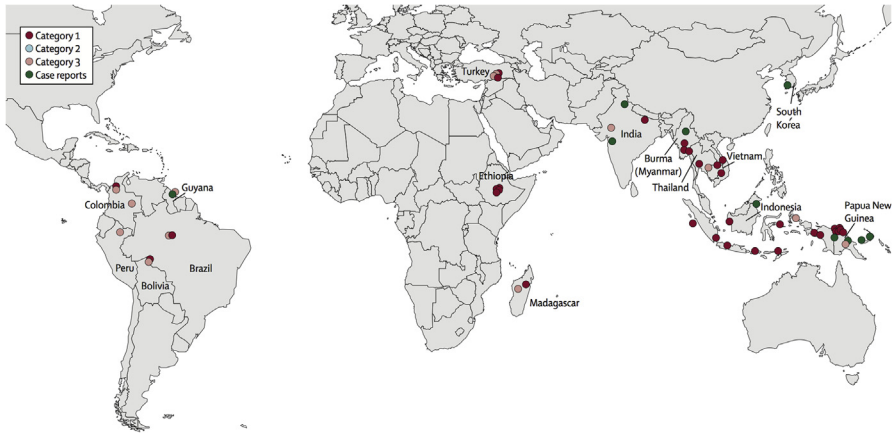 Category 1
Category 2
Category 3
Case reports
Turkey
South
Korea
India
Burma
(Myanmar)
Vietnam
Thailand
Ethiopia
Guyana
Colombia
Indonesia
Papua New
Guinea
Peru
Brazil
Bolivia
Madagascar